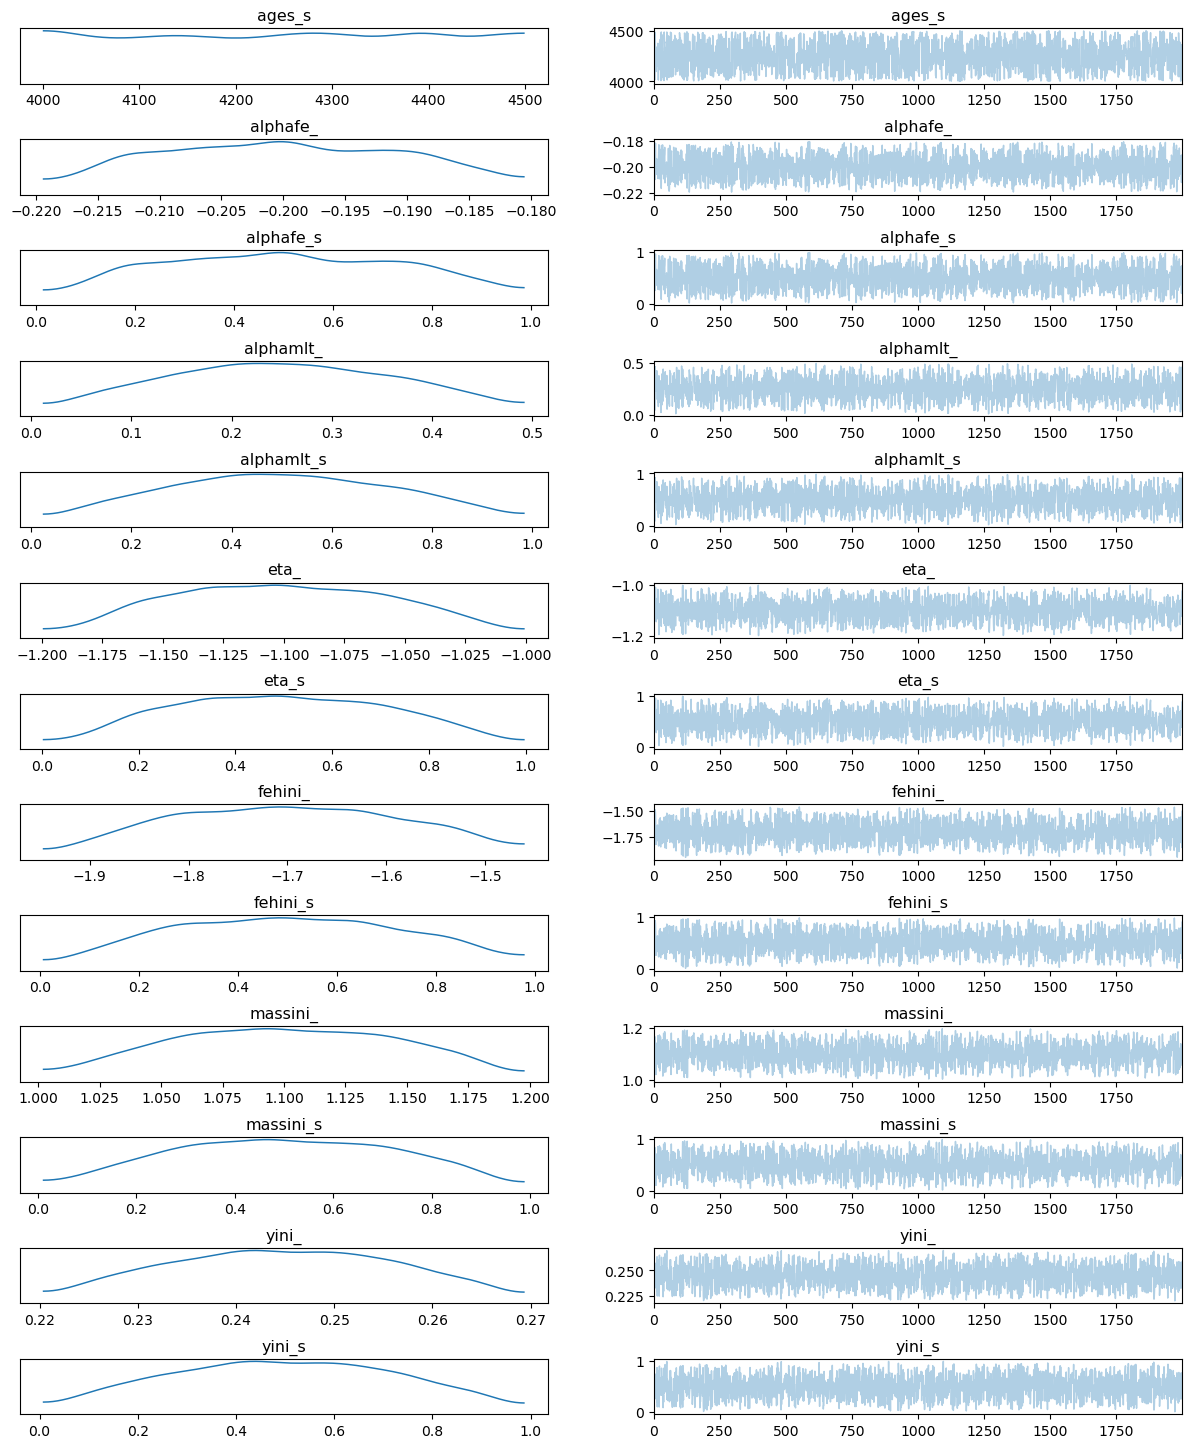 ages_s ages_s
4500
4000
4000 4100 4200 4300 4400 4500 0 250 500 750 1000 1250 1500 1750
alphafe_ alphafe_
−0.18
−0.20
−0.22
−0.220 −0.215 −0.210 −0.205 −0.200 −0.195 −0.190 −0.185 −0.180 0 250 500 750 1000 1250 1500 1750
alphafe_s alphafe_s
1
0
0.0 0.2 0.4 0.6 0.8 1.0 0 250 500 750 1000 1250 1500 1750
alphamlt_ alphamlt_
0.5
0.0
0.0 0.1 0.2 0.3 0.4 0.5 0 250 500 750 1000 1250 1500 1750
alphamlt_s alphamlt_s
1
0
0.0 0.2 0.4 0.6 0.8 1.0 0 250 500 750 1000 1250 1500 1750
eta_ eta_
−1.0
−1.2
−1.200 −1.175 −1.150 −1.125 −1.100 −1.075 −1.050 −1.025 −1.000 0 250 500 750 1000 1250 1500 1750
eta_s eta_s
1
0
0.0 0.2 0.4 0.6 0.8 1.0 0 250 500 750 1000 1250 1500 1750
fehini_ fehini_
−1.50
−1.75
−1.9 −1.8 −1.7 −1.6 −1.5 0 250 500 750 1000 1250 1500 1750
fehini_s fehini_s
1
0
0.0 0.2 0.4 0.6 0.8 1.0 0 250 500 750 1000 1250 1500 1750
massini_ massini_
1.2
1.0
1.000 1.025 1.050 1.075 1.100 1.125 1.150 1.175 1.200 0 250 500 750 1000 1250 1500 1750
massini_s massini_s
1
0
0.0 0.2 0.4 0.6 0.8 1.0 0 250 500 750 1000 1250 1500 1750
yini_ yini_
0.250
0.225
0.22 0.23 0.24 0.25 0.26 0.27 0 250 500 750 1000 1250 1500 1750
yini_s yini_s
1
0
0.0 0.2 0.4 0.6 0.8 1.0 0 250 500 750 1000 1250 1500 1750